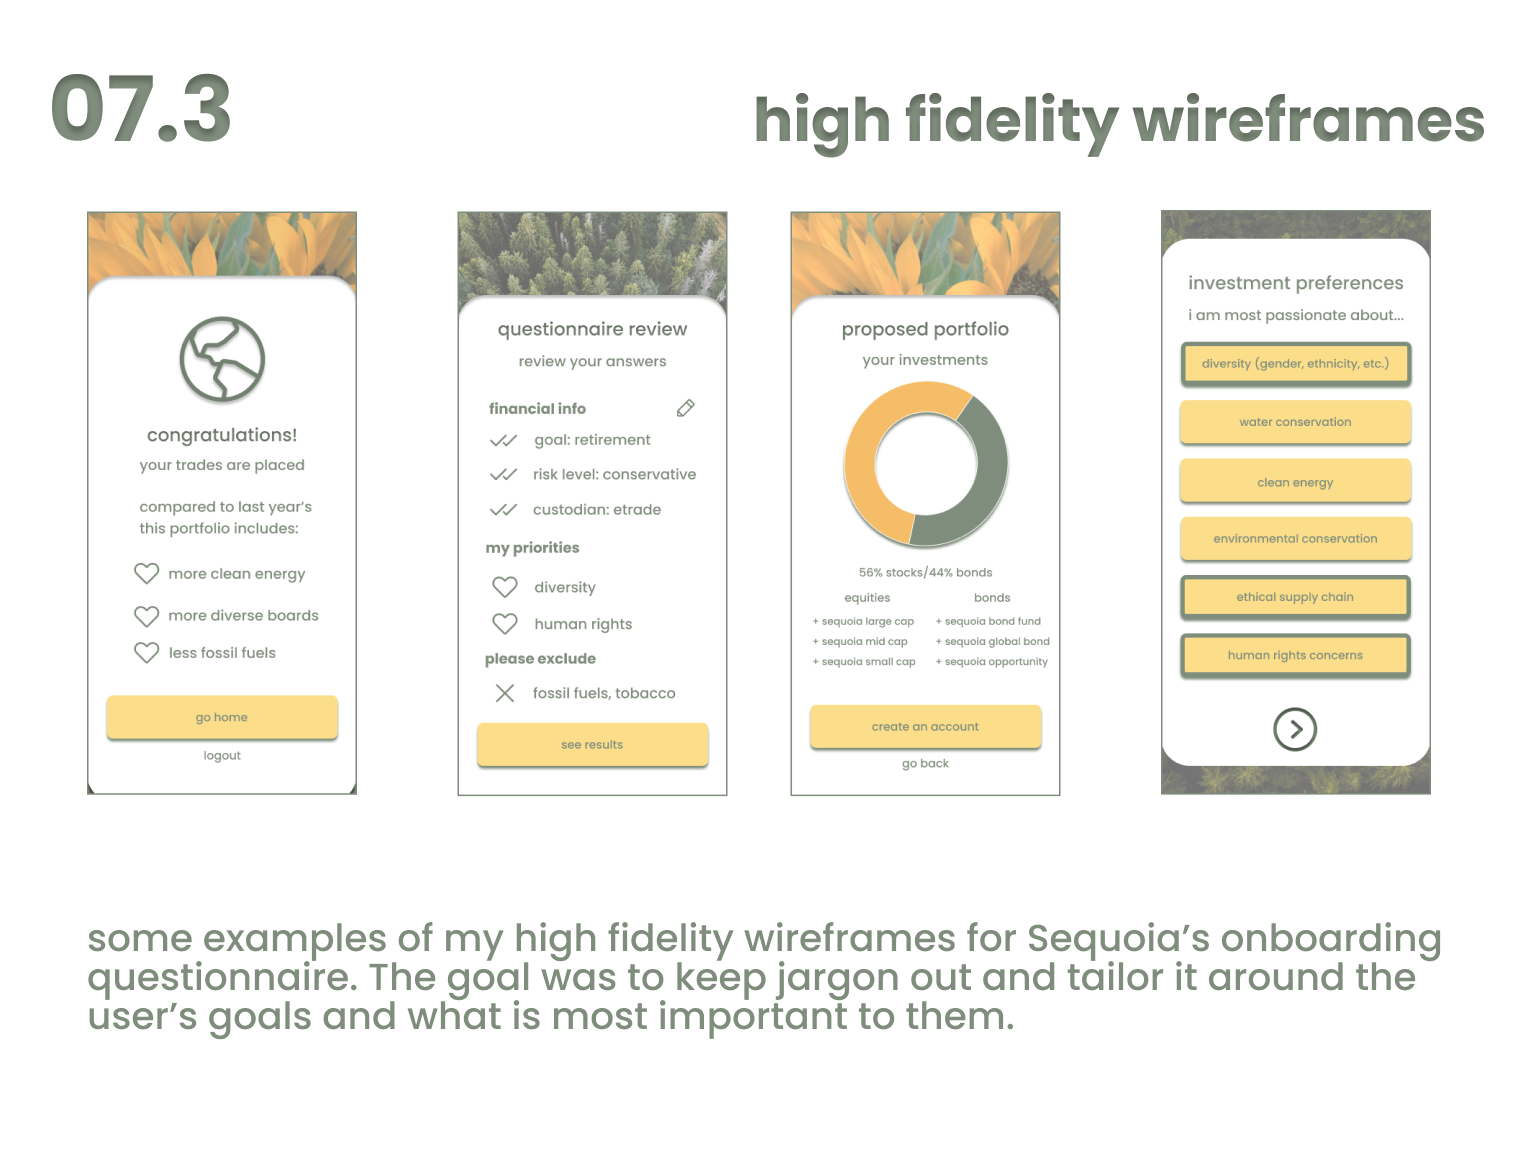 07.3
high fidelity wireframes
congratulations!
your trades are placed
compared to last year's
this portfolio includes:
more clean energy
more diverse boards
less fossil fuels
go home
logout
questionnaire review
review your answers
financial info
goal: retirement
risk level: conservative
custodian: etrade
my priorities
diversity
human rights
please exclude
fossil fuels, tobacco
see results
proposed portfolio
your investments
56% stocks/44% bonds
equities
+ sequoia large cap
+ sequoia mid cap
+ sequoia small cap
bonds
+ sequoia bond fund
+ sequoia global bond
+ sequoia opportunity
create an account
go back
investment preferences
i am most passionate about...
diversity (gender, ethnicity, etc.)
water conservation
clean energy
environmental conservation
ethical supply chain
human rights concerns
some examples of my high fidelity wireframes for Sequoia's onboarding
questionnaire. The goal was to keep jargon out and tailor it around the
user's goals and what is most important to them.